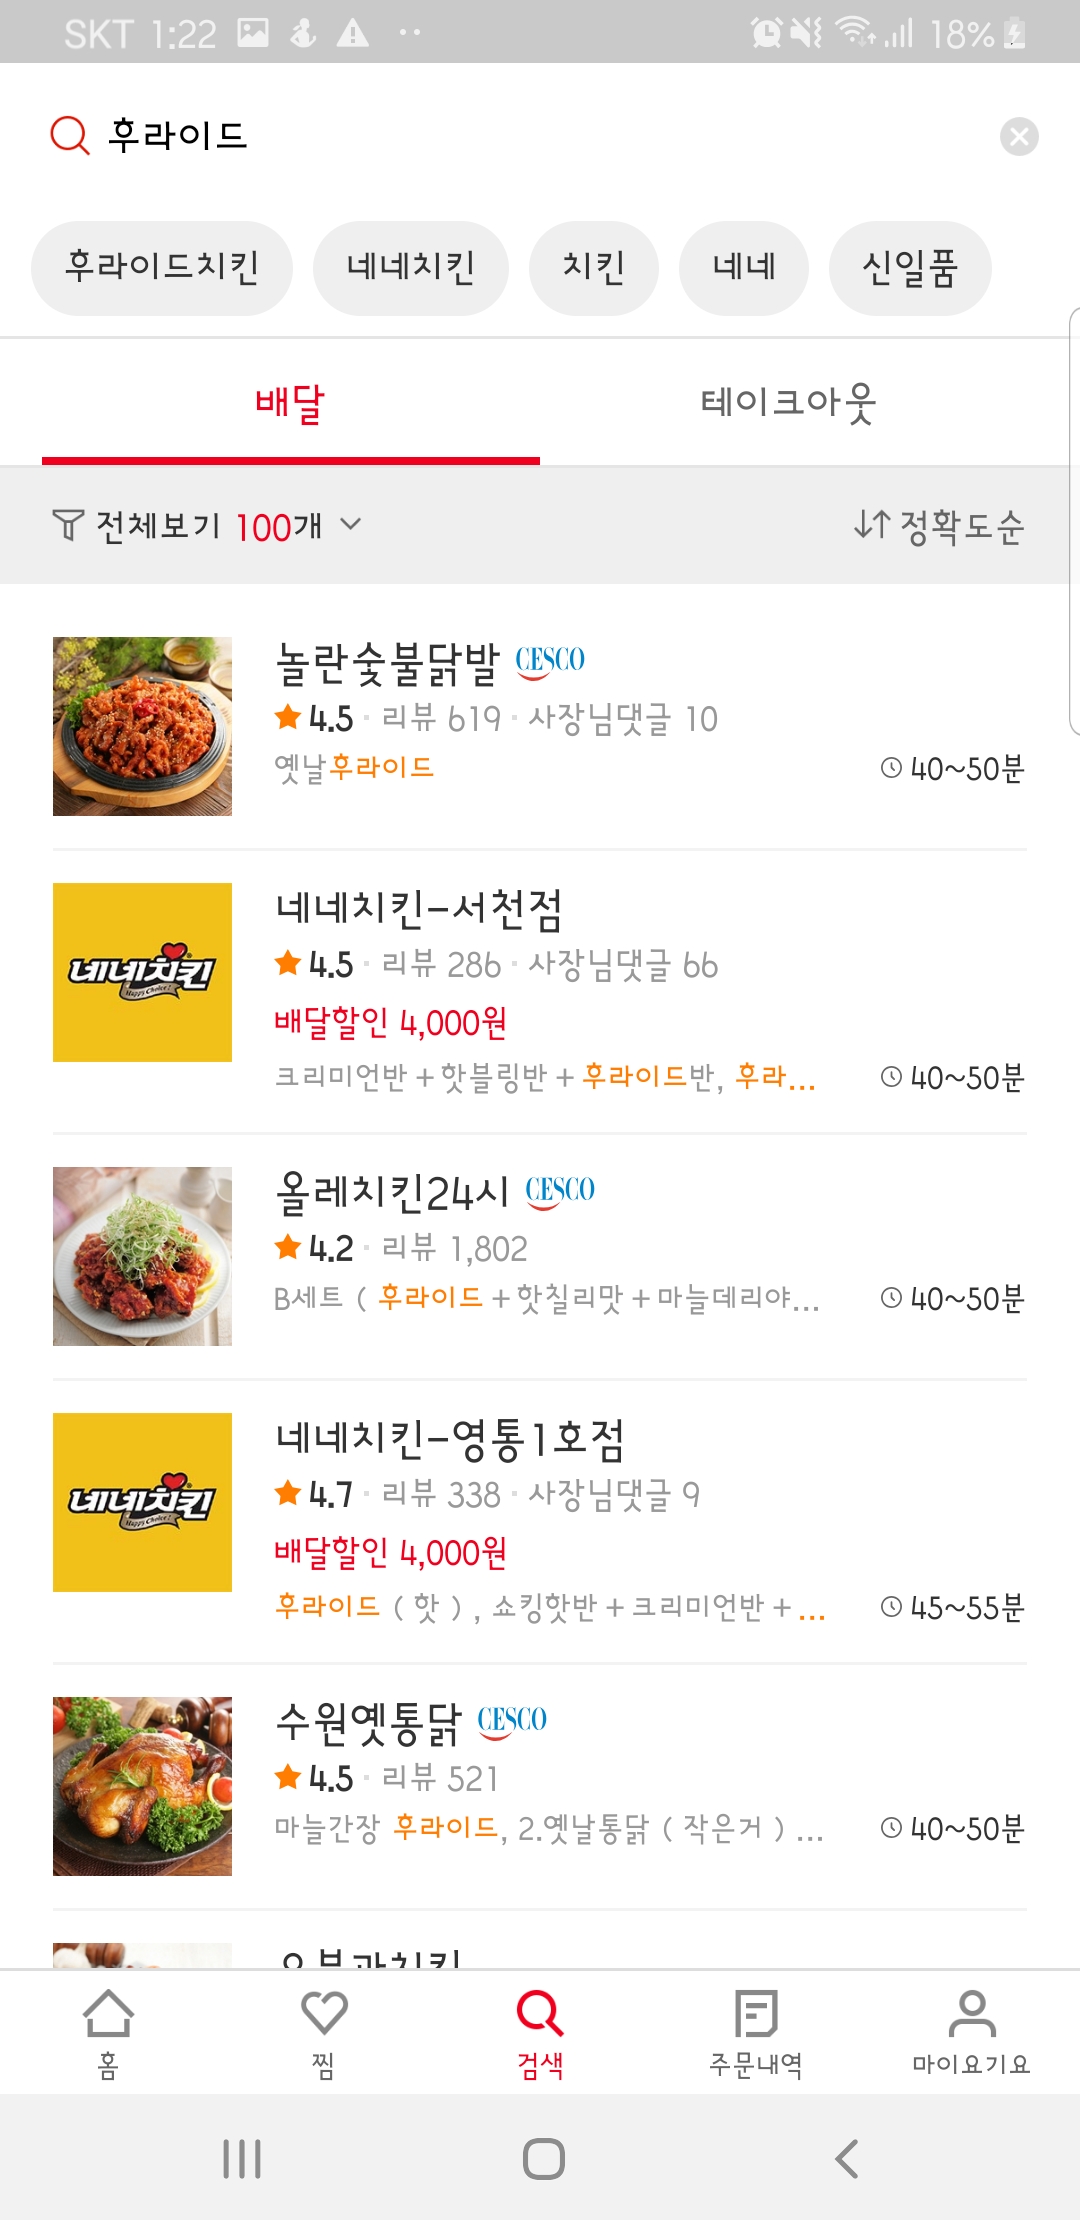 SKT 1:22
18%
후라이드
후라이드치킨 네네치킨 치킨 네네 신일품
배달 테이크아웃
전체보기 100개 정확도순
놀란숯불닭발 CESCO
4.5 · 리뷰 619 · 사장님댓글 10
옛날후라이드 40~50분
네네치킨
Happy Choice!
네네치킨-서천점
4.5 · 리뷰 286 · 사장님댓글 66
배달할인 4,000원
크리미언반+핫블링반+후라이드반, 후라... 40~50분
올레치킨24시 CESCO
4.2 · 리뷰 1,802
B세트 ( 후라이드+핫칠리맛+마늘데리야... 40~50분
네네치킨
Happy Choice!
네네치킨-영통1호점
4.7 · 리뷰 338 · 사장님댓글 9
배달할인 4,000원
후라이드 ( 핫 ) , 쇼킹핫반+크리미언반+... 45~55분
수원옛통닭 CESCO
4.5 · 리뷰 521
마늘간장 후라이드, 2.옛날통닭 ( 작은거 ) ... 40~50분
홈 찜 검색 주문내역 마이요기요